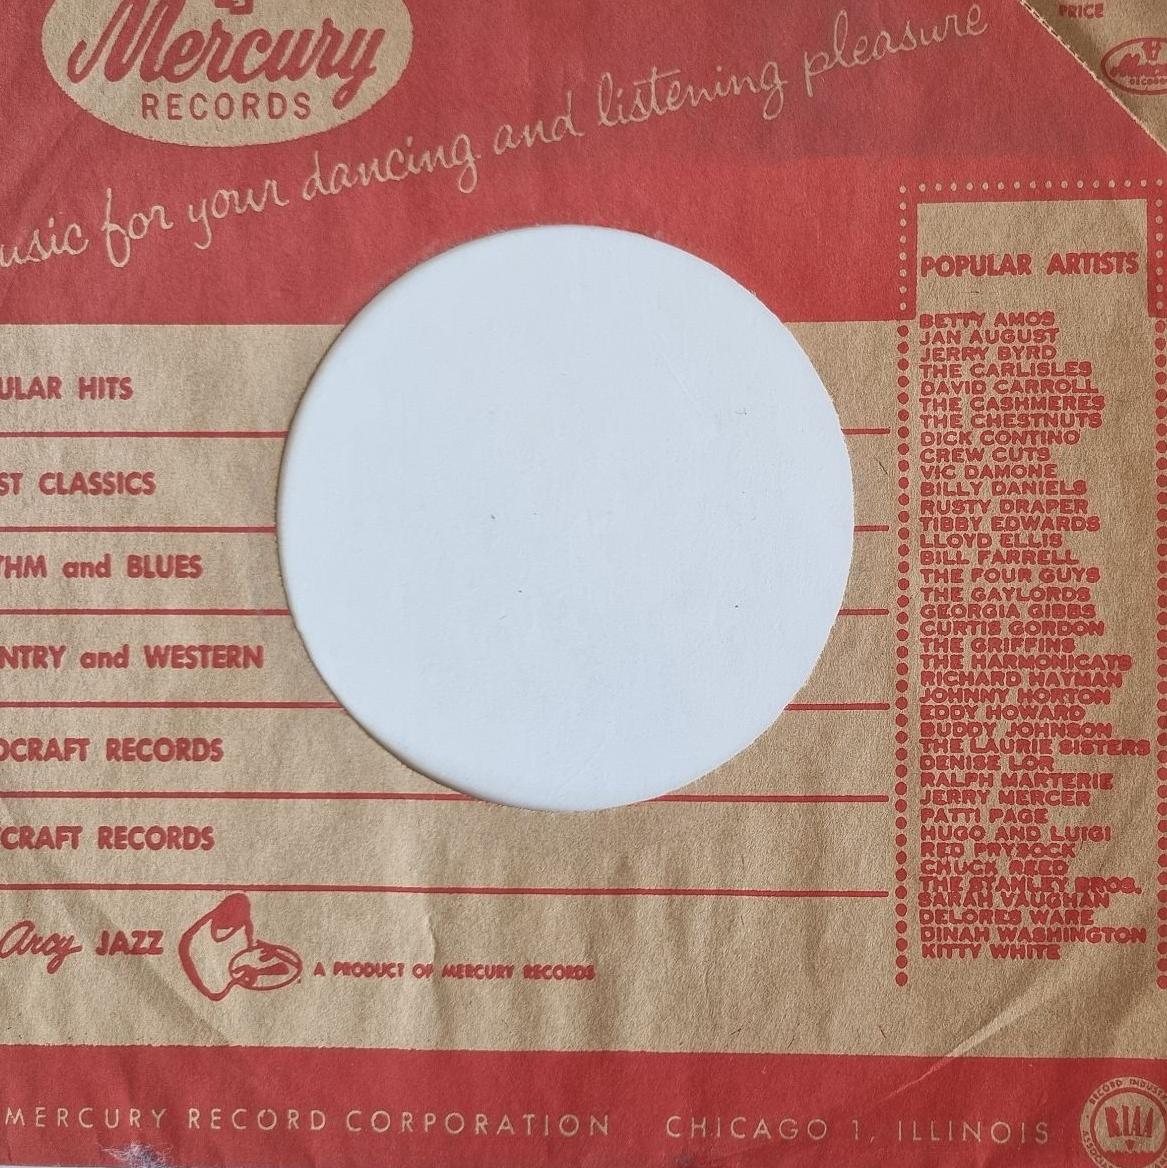 Mercury
RECORDS
music for your dancing and listening pleasure
PRICE
ULAR HITS
ST CLASSICS
THM and BLUES
NTRY and WESTERN
DCRAFT RECORDS
CRAFT RECORDS
Arcy JAZZ
A PRODUCT OF MERCURY RECORDS
POPULAR ARTISTS
BETTY AMOS
JAN AUGUST
JERRY BYRD
THE CARLISLES
DAVID CARROLL
THE CASHMERES
THE CHESTNUTS
DICK CONTINO
CREW CUTS
VIC DAMONE
BILLY DANIELS
RUSTY DRAPER
TIBBY EDWARDS
LLOYD ELLIS
BILL FARRELL
THE FOUR GUYS
THE GAYLORDS
GEORGIA GIBBS
CURTIS GORDON
THE GRIFFINS
THE HARMONICATS
RICHARD HAYMAN
JOHNNY HORTON
EDDY HOWARD
BUDDY JOHNSON
THE LAURIE SISTERS
DENISE LOR
RALPH MARTERIE
JERRY MERCER
PATTI PAGE
HUGO AND LUIGI
RED PRYSOCK
CHUCK REED
THE STANLEY BROS.
SARAH VAUGHAN
DELORES WARE
DINAH WASHINGTON
KITTY WHITE
MERCURY RECORD CORPORATION CHICAGO 1, ILLINOIS
RECORD INDUST
RIAA